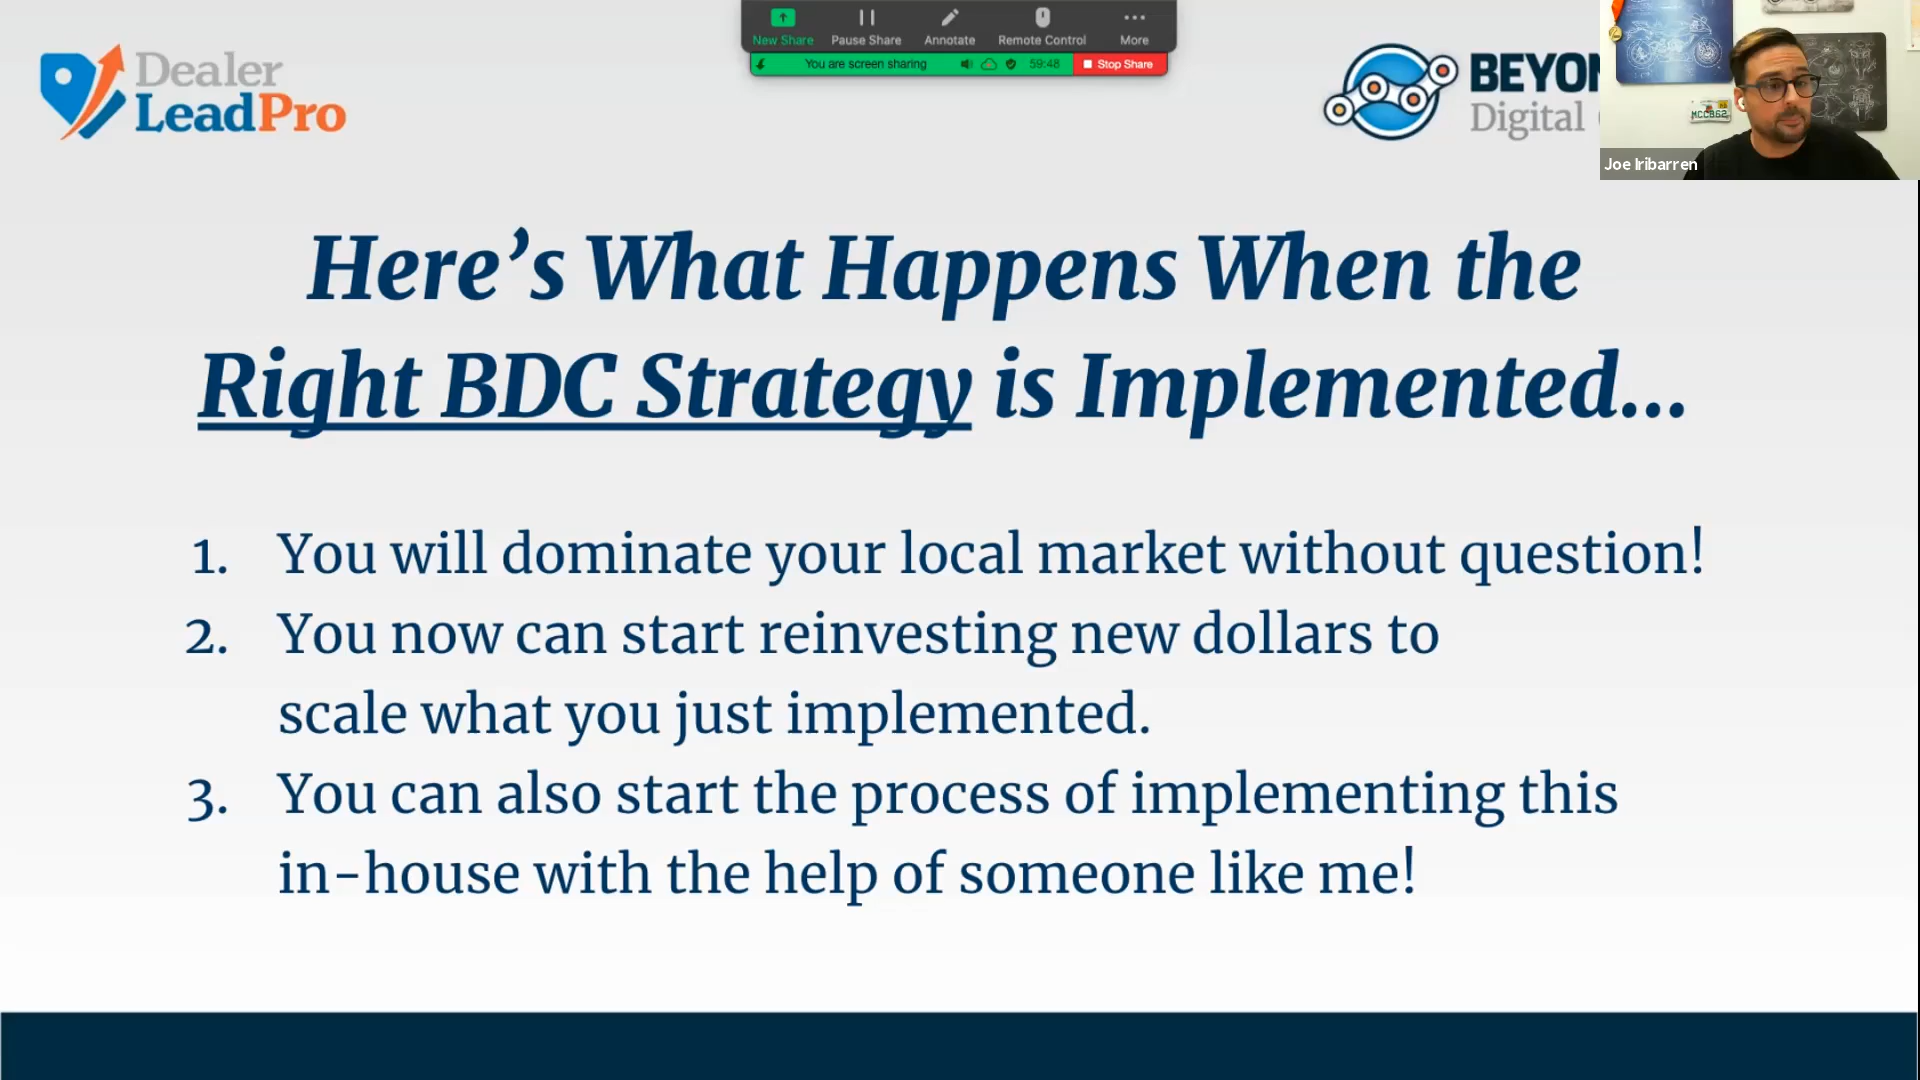 New Share Pause Share Annotate Remote Control More
You are screen sharing 59:48 Stop Share
Dealer
LeadPro
BEYON
Digital
Joe Iribarren
Here’s What Happens When the
Right BDC Strategy is Implemented...
1. You will dominate your local market without question!
2. You now can start reinvesting new dollars to
scale what you just implemented.
3. You can also start the process of implementing this
in-house with the help of someone like me!